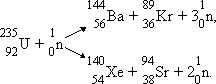 ¹⁴⁴₅₆Ba + ⁸⁹₃₆Kr + 3¹₀n,
²³⁵₉₂U + ¹₀n
¹⁴⁰₅₄Xe + ⁹⁴₃₈Sr + 2¹₀n.